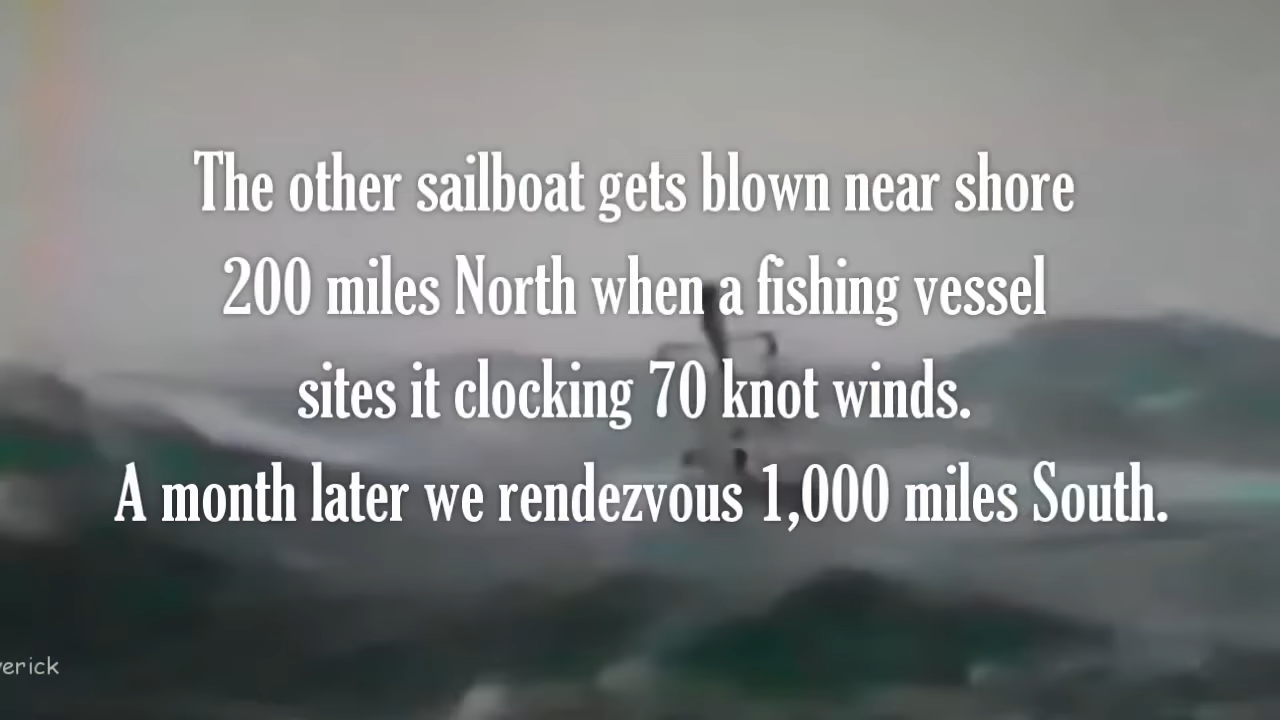 The other sailboat gets blown near shore
200 miles North when a fishing vessel
sites it clocking 70 knot winds.
A month later we rendezvous 1,000 miles South.